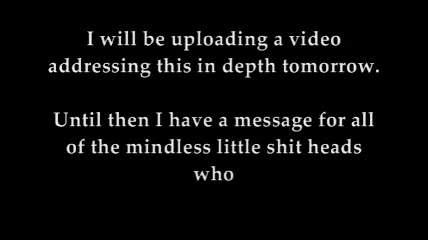 I will be uploading a video
addressing this in depth tomorrow.
Until then I have a message for all
of the mindless little shit heads
who